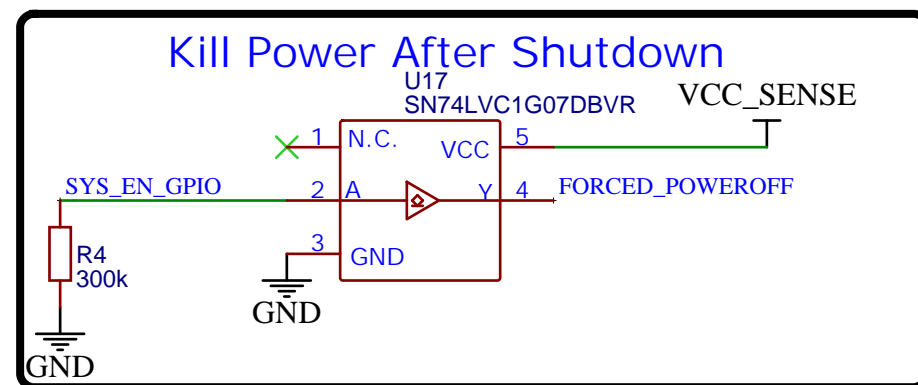 Kill Power After Shutdown
U17
SN74LVC1G07DBVR
VCC_SENSE
1 N.C. VCC 5
SYS_EN_GPIO 2 A Y 4 FORCED_POWEROFF
3 GND
R4
300k
GND
GND